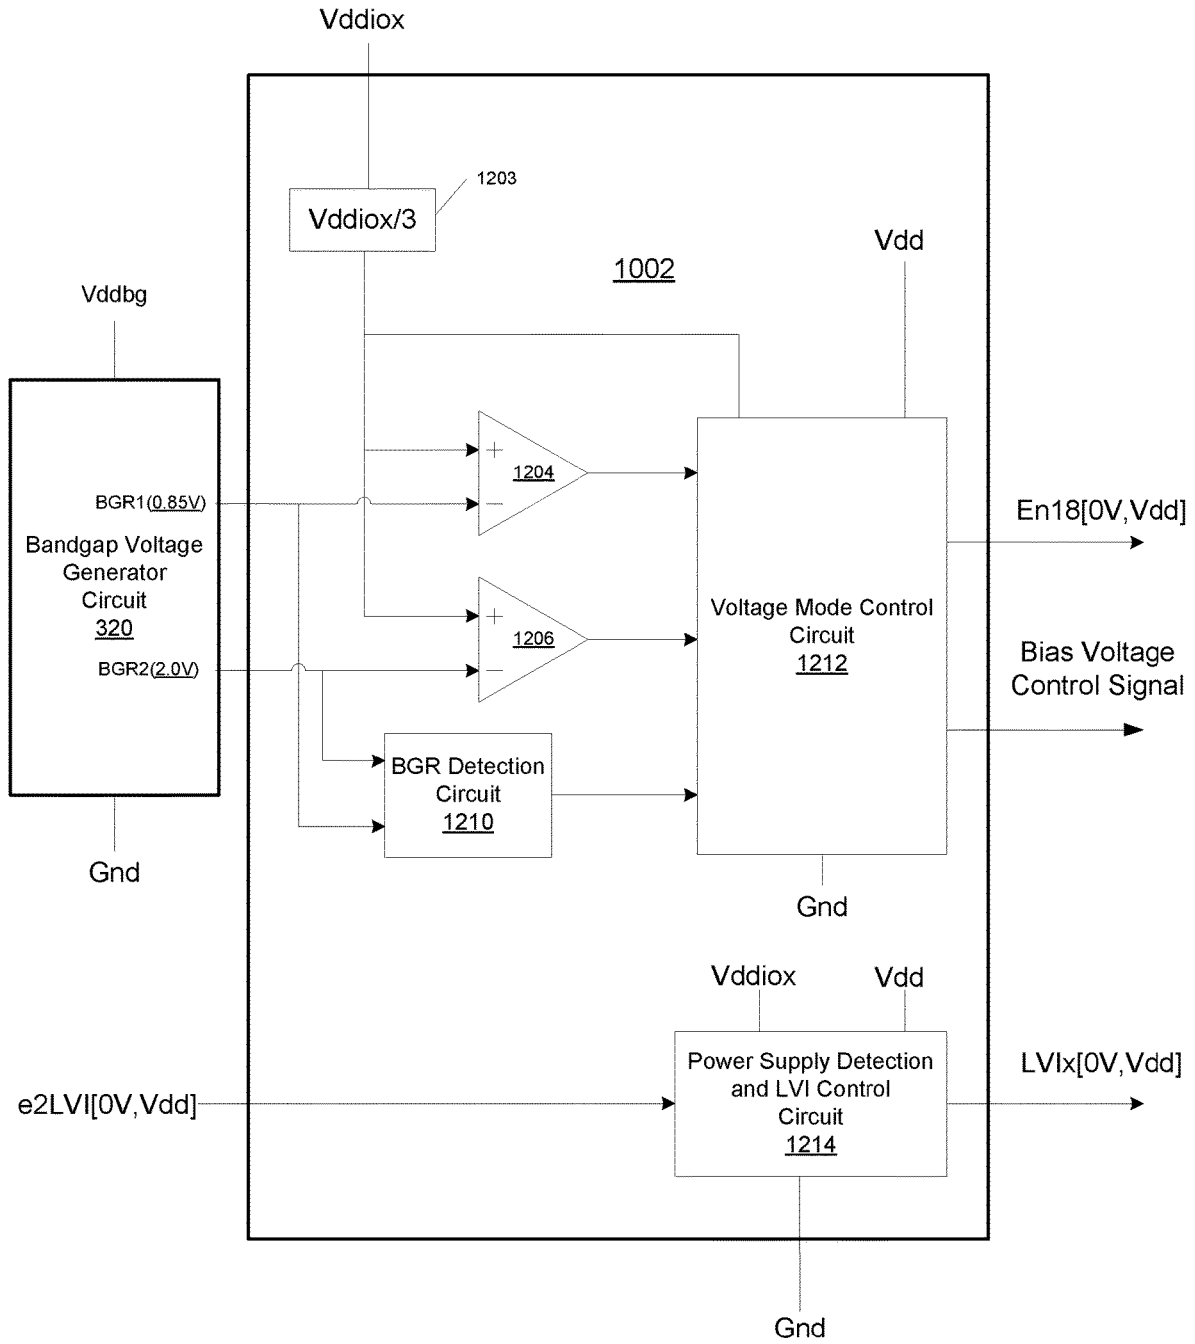 Vddiox
1203
Vddiox/3
Vdd
1002
Vddbg
+
1204
−
BGR1(0.85V)
En18[0V,Vdd]
Bandgap Voltage
Generator
Circuit
320
+
1206
−
Voltage Mode Control
Circuit
1212
BGR2(2.0V)
Bias Voltage
Control Signal
BGR Detection
Circuit
1210
Gnd
Gnd
Vddiox
Vdd
Power Supply Detection
and LVI Control
Circuit
1214
LVIx[0V,Vdd]
e2LVI[0V,Vdd]
Gnd